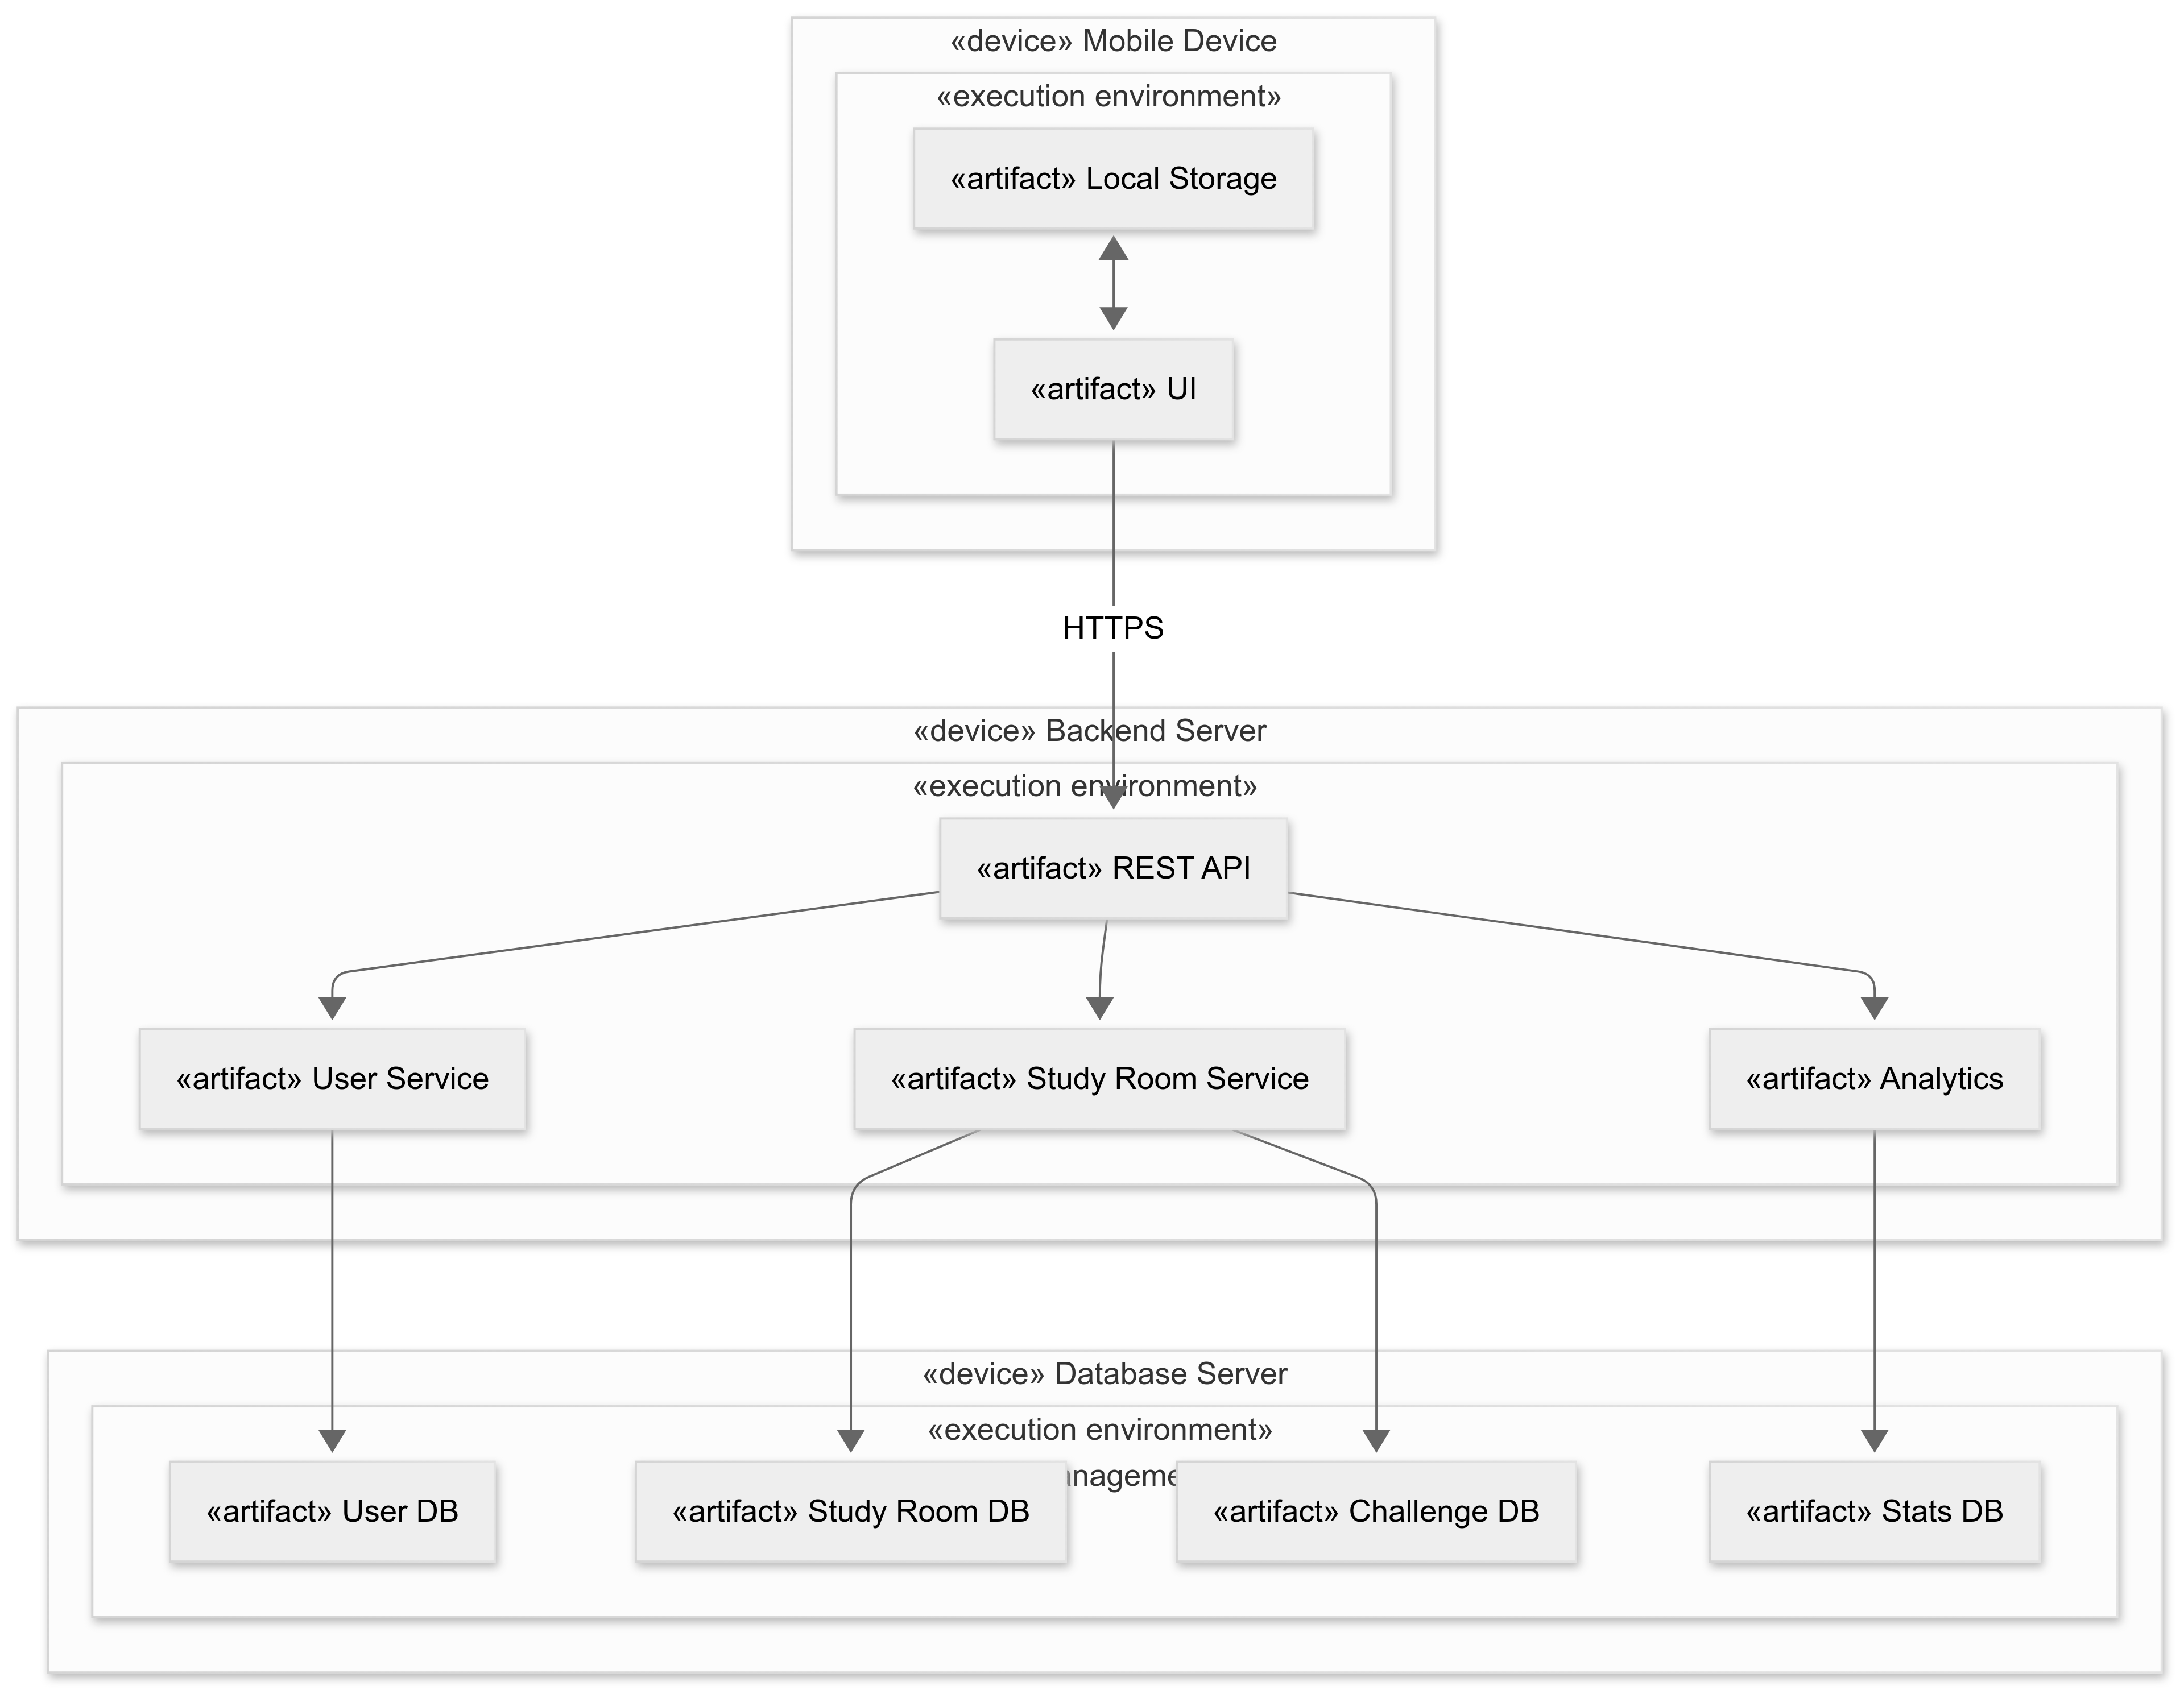 «device» Mobile Device
«execution environment»
«artifact» Local Storage
«artifact» UI
HTTPS
«device» Backend Server
«execution environment»
«artifact» REST API
«artifact» User Service
«artifact» Study Room Service
«artifact» Analytics
«device» Database Server
«execution environment»
«artifact» User DB
«artifact» Study Room DB
«artifact» Challenge DB
«artifact» Stats DB